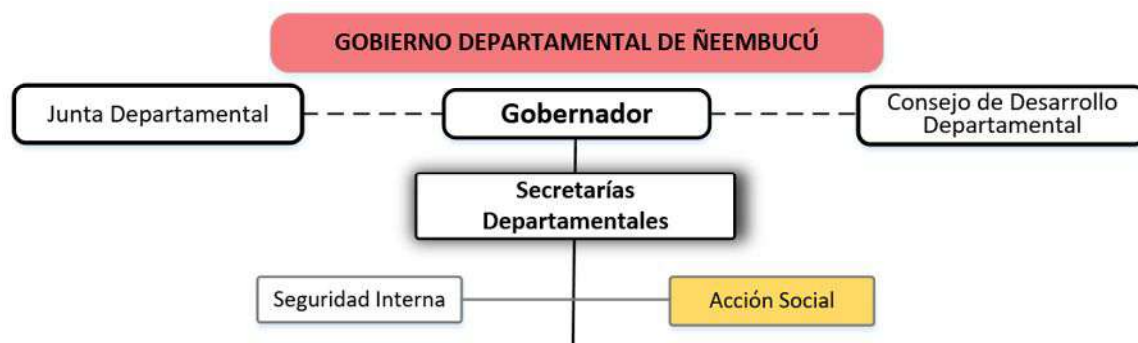 GOBIERNO DEPARTAMENTAL DE ÑEEMBUCÚ
Junta Departamental
Gobernador
Consejo de Desarrollo
Departamental
Secretarías
Departamentales
Seguridad Interna
Acción Social